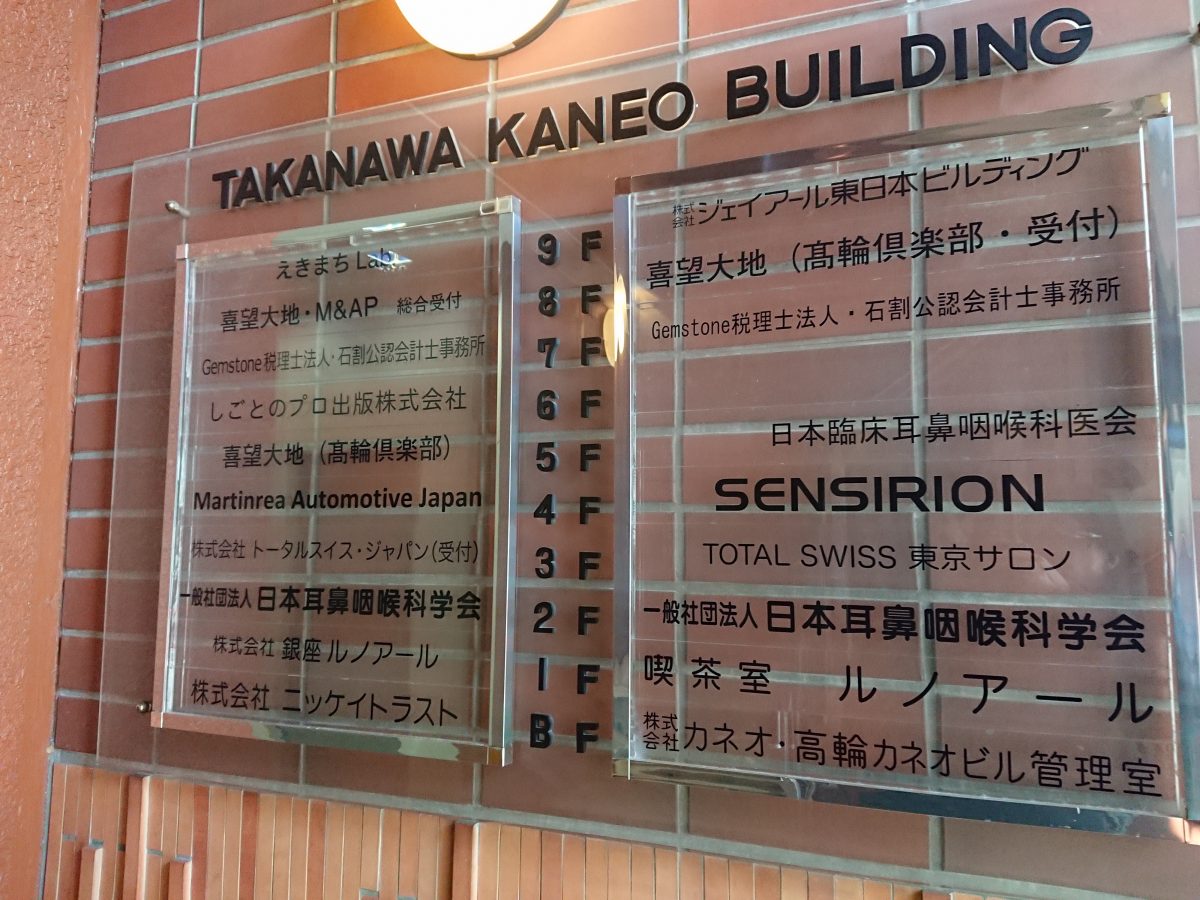 TAKANAWA KANEO BUILDING
えきまちLab 9F 株式会社 ジェイアール東日本ビルディング
喜望大地・M&AP 総合受付 8F 喜望大地（髙輪倶楽部・受付）
Gemstone税理士法人・石割公認会計士事務所 7F Gemstone税理士法人・石割公認会計士事務所
しごとのプロ出版株式会社 6F
喜望大地（髙輪倶楽部） 5F 日本臨床耳鼻咽喉科医会
Martinrea Automotive Japan 4F SENSIRION
株式会社 トータルスイス・ジャパン(受付) 3F TOTAL SWISS 東京サロン
一般社団法人 日本耳鼻咽喉科学会 2F 一般社団法人 日本耳鼻咽喉科学会
株式会社 銀座ルノアール 1F 喫茶室 ルノアール
株式会社 ニッケイトラスト BF 株式会社 カネオ・高輪カネオビル管理室